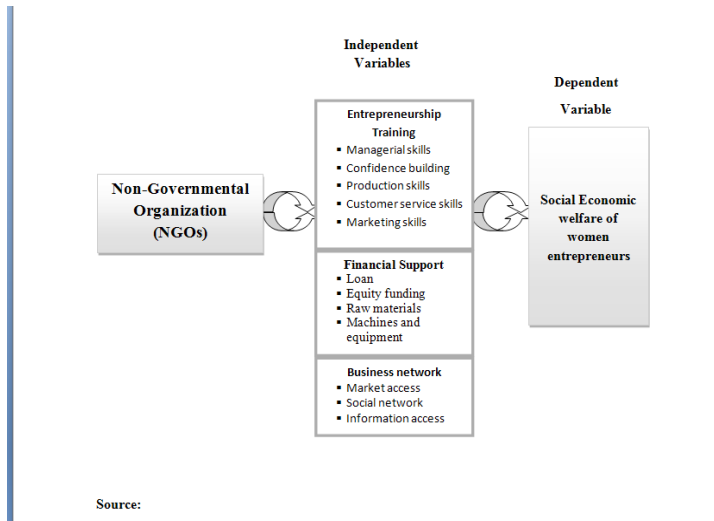 Independent
Variables
Dependent
Variable
Non-Governmental
Organization
(NGOs)
Entrepreneurship
Training
▪ Managerial skills
▪ Confidence building
▪ Production skills
▪ Customer service skills
▪ Marketing skills
Financial Support
▪ Loan
▪ Equity funding
▪ Raw materials
▪ Machines and
equipment
Business network
▪ Market access
▪ Social network
▪ Information access
Social Economic
welfare of
women
entrepreneurs
Source: